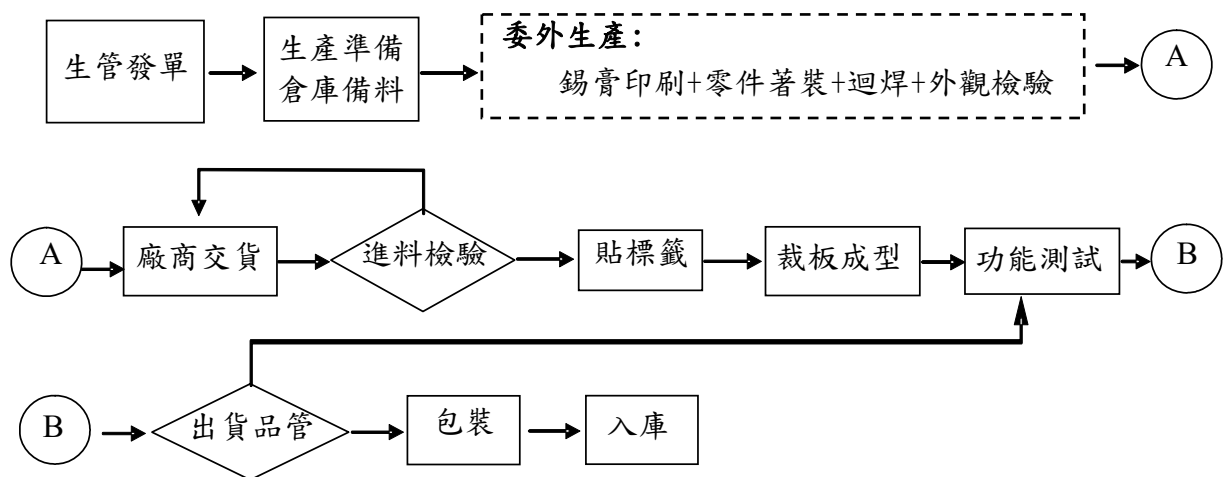 生管發單
生產準備
倉庫備料
委外生產:
錫膏印刷+零件著裝+迴焊+外觀檢驗
A
A
廠商交貨
進料檢驗
貼標籤
裁板成型
功能測試
B
B
出貨品管
包裝
入庫